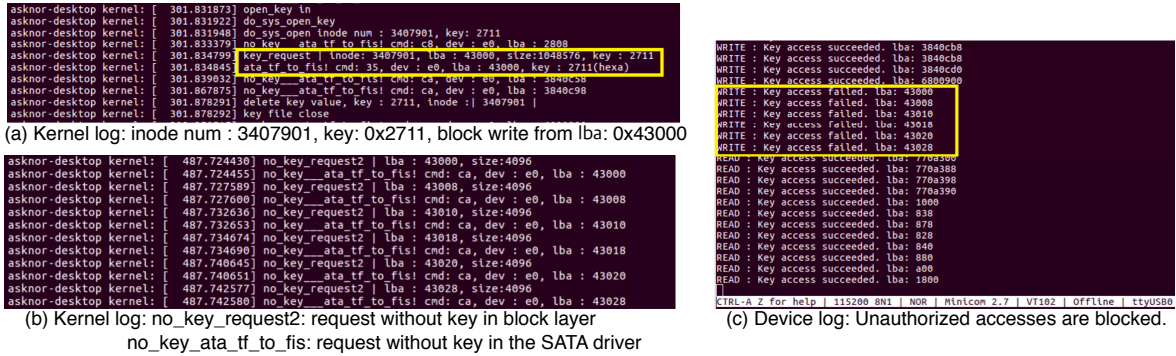 asknor-desktop kernel: [  301.831873] open_key in
asknor-desktop kernel: [  301.831922] do_sys_open_key
asknor-desktop kernel: [  301.831948] do_sys_open inode num : 3407901, key: 2711
asknor-desktop kernel: [  301.833379] no_key___ata_tf_to_fis! cmd: c8, dev : e0, lba : 2808
asknor-desktop kernel: [  301.834799] key_request | inode: 3407901, lba : 43000, size:1048576, key : 2711
asknor-desktop kernel: [  301.834845] ata_tf_to_fis! cmd: 35, dev : e0, lba : 43000, key : 2711(hexa)
asknor-desktop kernel: [  301.839032] no_key___ata_tf_to_fis! cmd: ca, dev : e0, lba : 3840c58
asknor-desktop kernel: [  301.867875] no_key___ata_tf_to_fis! cmd: ca, dev : e0, lba : 3840c98
asknor-desktop kernel: [  301.878291] delete key value, key : 2711, inode :| 3407901 |
asknor-desktop kernel: [  301.878292] key file close
(a) Kernel log: inode num : 3407901, key: 0x2711, block write from lba: 0x43000
asknor-desktop kernel: [  487.724430] no_key_request2 | lba : 43000, size:4096
asknor-desktop kernel: [  487.724455] no_key___ata_tf_to_fis! cmd: ca, dev : e0, lba : 43000
asknor-desktop kernel: [  487.727589] no_key_request2 | lba : 43008, size:4096
asknor-desktop kernel: [  487.727600] no_key___ata_tf_to_fis! cmd: ca, dev : e0, lba : 43008
asknor-desktop kernel: [  487.732636] no_key_request2 | lba : 43010, size:4096
asknor-desktop kernel: [  487.732653] no_key___ata_tf_to_fis! cmd: ca, dev : e0, lba : 43010
asknor-desktop kernel: [  487.734674] no_key_request2 | lba : 43018, size:4096
asknor-desktop kernel: [  487.734690] no_key___ata_tf_to_fis! cmd: ca, dev : e0, lba : 43018
asknor-desktop kernel: [  487.740645] no_key_request2 | lba : 43020, size:4096
asknor-desktop kernel: [  487.740651] no_key___ata_tf_to_fis! cmd: ca, dev : e0, lba : 43020
asknor-desktop kernel: [  487.742577] no_key_request2 | lba : 43028, size:4096
asknor-desktop kernel: [  487.742580] no_key___ata_tf_to_fis! cmd: ca, dev : e0, lba : 43028
(b) Kernel log: no_key_request2: request without key in block layer
no_key_ata_tf_to_fis: request without key in the SATA driver
WRITE : Key access succeeded. lba: 3840cb8
WRITE : Key access succeeded. lba: 3840cb8
WRITE : Key access succeeded. lba: 3840cd0
WRITE : Key access succeeded. lba: 6800900
WRITE : Key access failed. lba: 43000
WRITE : Key access failed. lba: 43008
WRITE : Key access failed. lba: 43010
WRITE : Key access failed. lba: 43018
WRITE : Key access failed. lba: 43020
WRITE : Key access failed. lba: 43028
READ : Key access succeeded. lba: 770a300
READ : Key access succeeded. lba: 770a388
READ : Key access succeeded. lba: 770a398
READ : Key access succeeded. lba: 770a390
READ : Key access succeeded. lba: 1000
READ : Key access succeeded. lba: 838
READ : Key access succeeded. lba: 878
READ : Key access succeeded. lba: 828
READ : Key access succeeded. lba: 840
READ : Key access succeeded. lba: 880
READ : Key access succeeded. lba: a00
READ : Key access succeeded. lba: 1800
CTRL-A Z for help | 115200 8N1 | NOR | Minicom 2.7 | VT102 | Offline | ttyUSB0
(c) Device log: Unauthorized accesses are blocked.